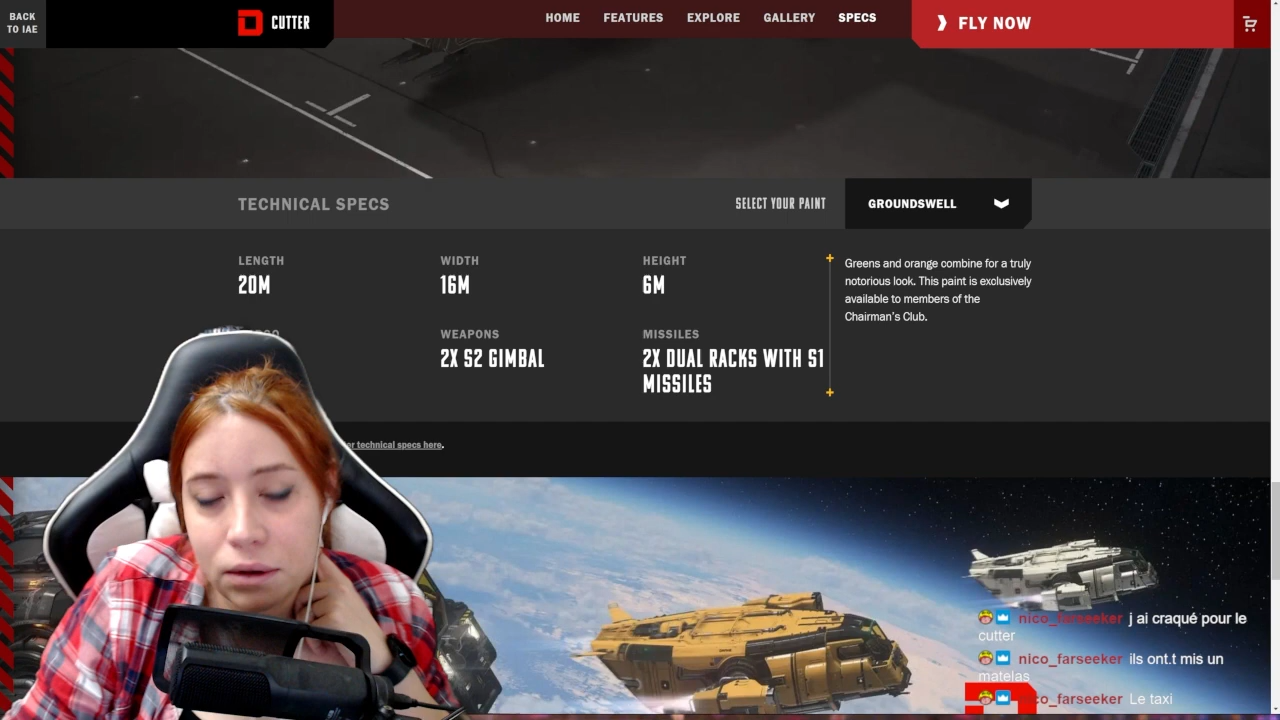 BACK
TO IAE
CUTTER
HOME
FEATURES
EXPLORE
GALLERY
SPECS
FLY NOW
TECHNICAL SPECS
SELECT YOUR PAINT
GROUNDSWELL
LENGTH
20M
WIDTH
16M
HEIGHT
6M
WEAPONS
2X S2 GIMBAL
MISSILES
2X DUAL RACKS WITH S1
MISSILES
Greens and orange combine for a truly
notorious look. This paint is exclusively
available to members of the
Chairman's Club.
technical specs here.
nico_farseeker j ai craqué pour le
cutter
nico_farseeker ils ont.t mis un
matelas
nico_farseeker Le taxi